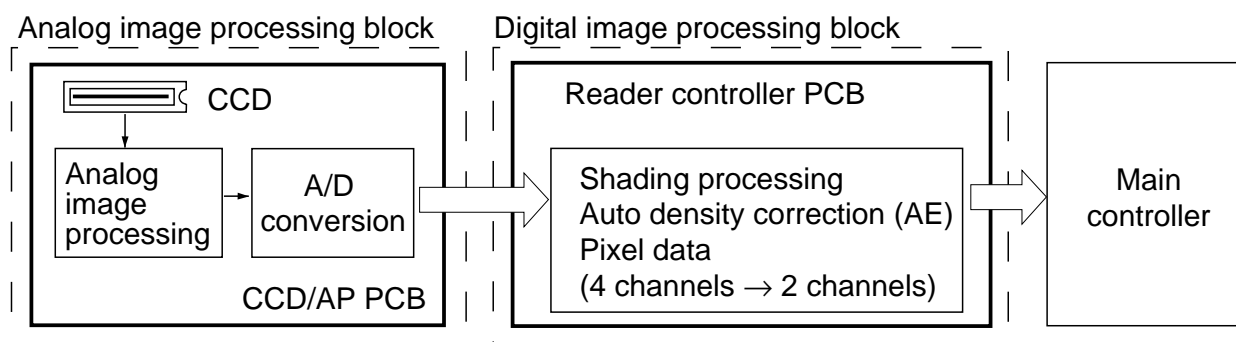 Analog image processing block
CCD
Analog
image
processing
A/D
conversion
CCD/AP PCB
Digital image processing block
Reader controller PCB
Shading processing
Auto density correction (AE)
Pixel data
(4 channels → 2 channels)
Main
controller